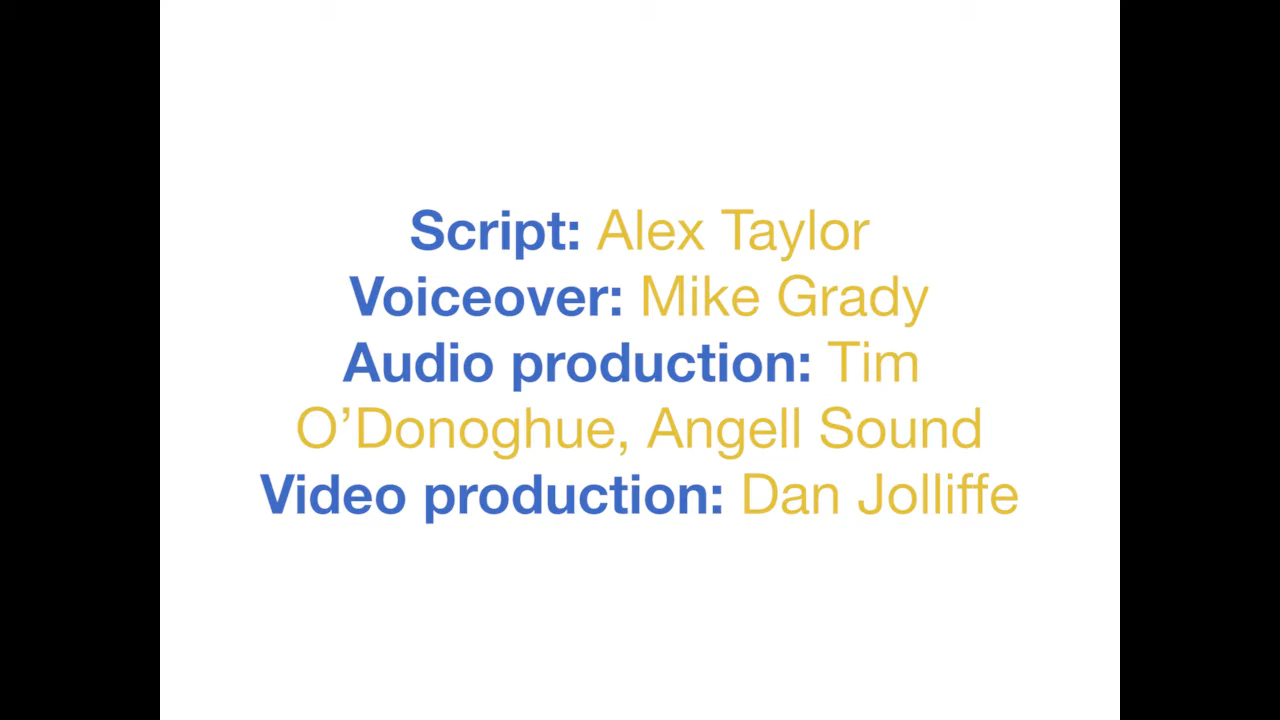 Script: Alex Taylor
Voiceover: Mike Grady
Audio production: Tim
O’Donoghue, Angell Sound
Video production: Dan Jolliffe